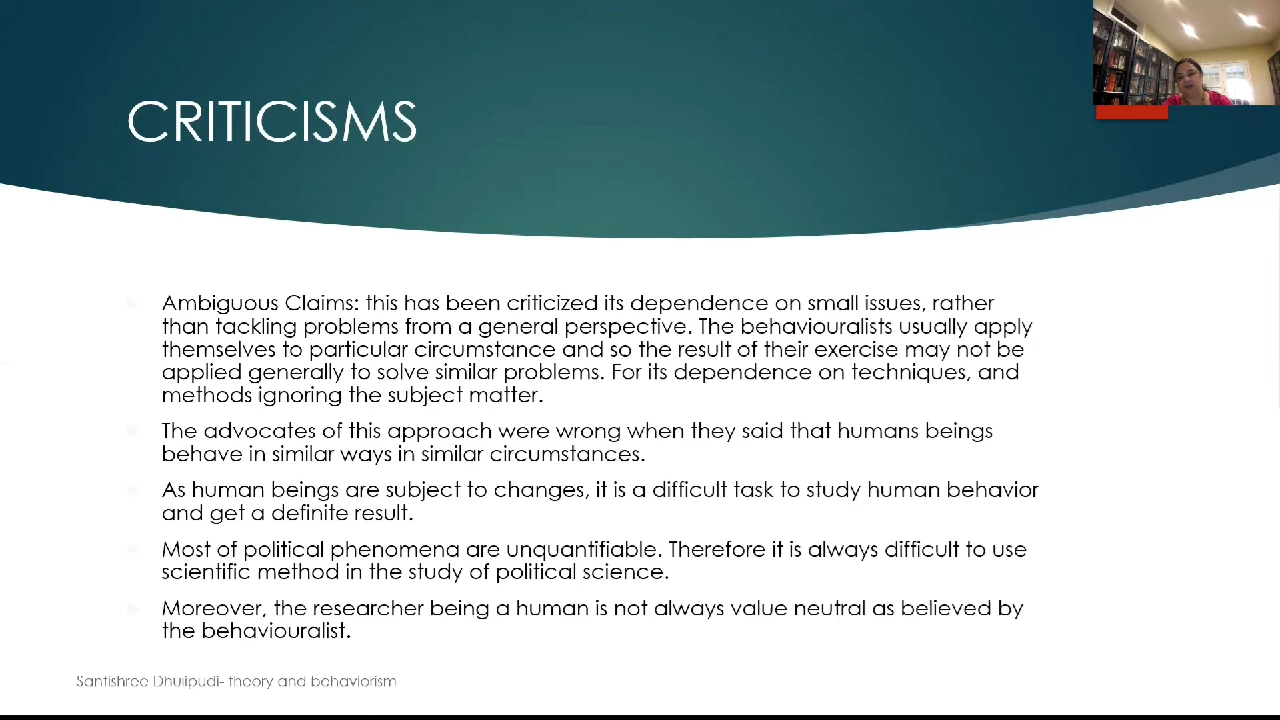 CRITICISMS
Ambiguous Claims: this has been criticized its dependence on small issues, rather
than tackling problems from a general perspective. The behaviouralists usually apply
themselves to particular circumstance and so the result of their exercise may not be
applied generally to solve similar problems. For its dependence on techniques, and
methods ignoring the subject matter.
The advocates of this approach were wrong when they said that humans beings
behave in similar ways in similar circumstances.
As human beings are subject to changes, it is a difficult task to study human behavior
and get a definite result.
Most of political phenomena are unquantifiable. Therefore it is always difficult to use
scientific method in the study of political science.
Moreover, the researcher being a human is not always value neutral as believed by
the behaviouralist.
Santishree Dhulipudi- theory and behaviorism